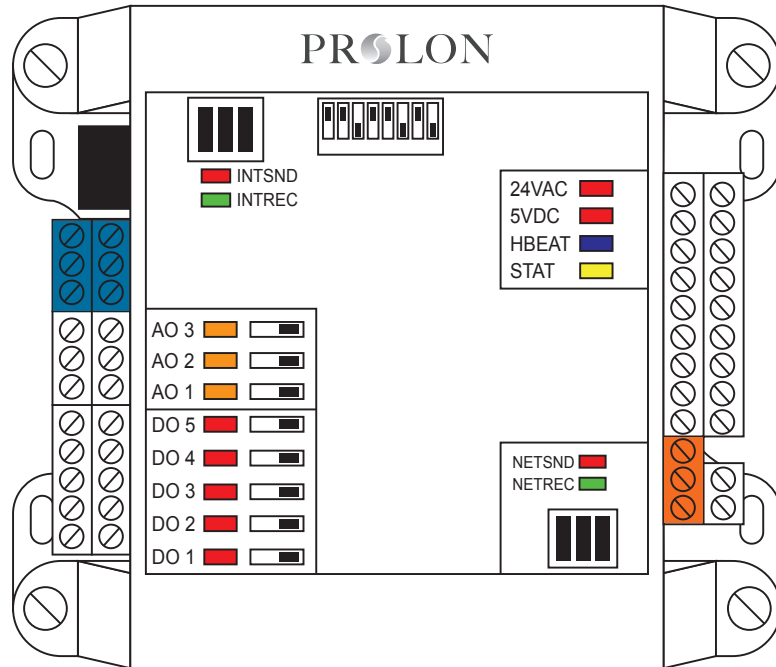 PROLON
INTSND
INTREC
24VAC
5VDC
HBEAT
STAT
AO 3
AO 2
AO 1
DO 5
DO 4
DO 3
DO 2
DO 1
NETSND
NETREC